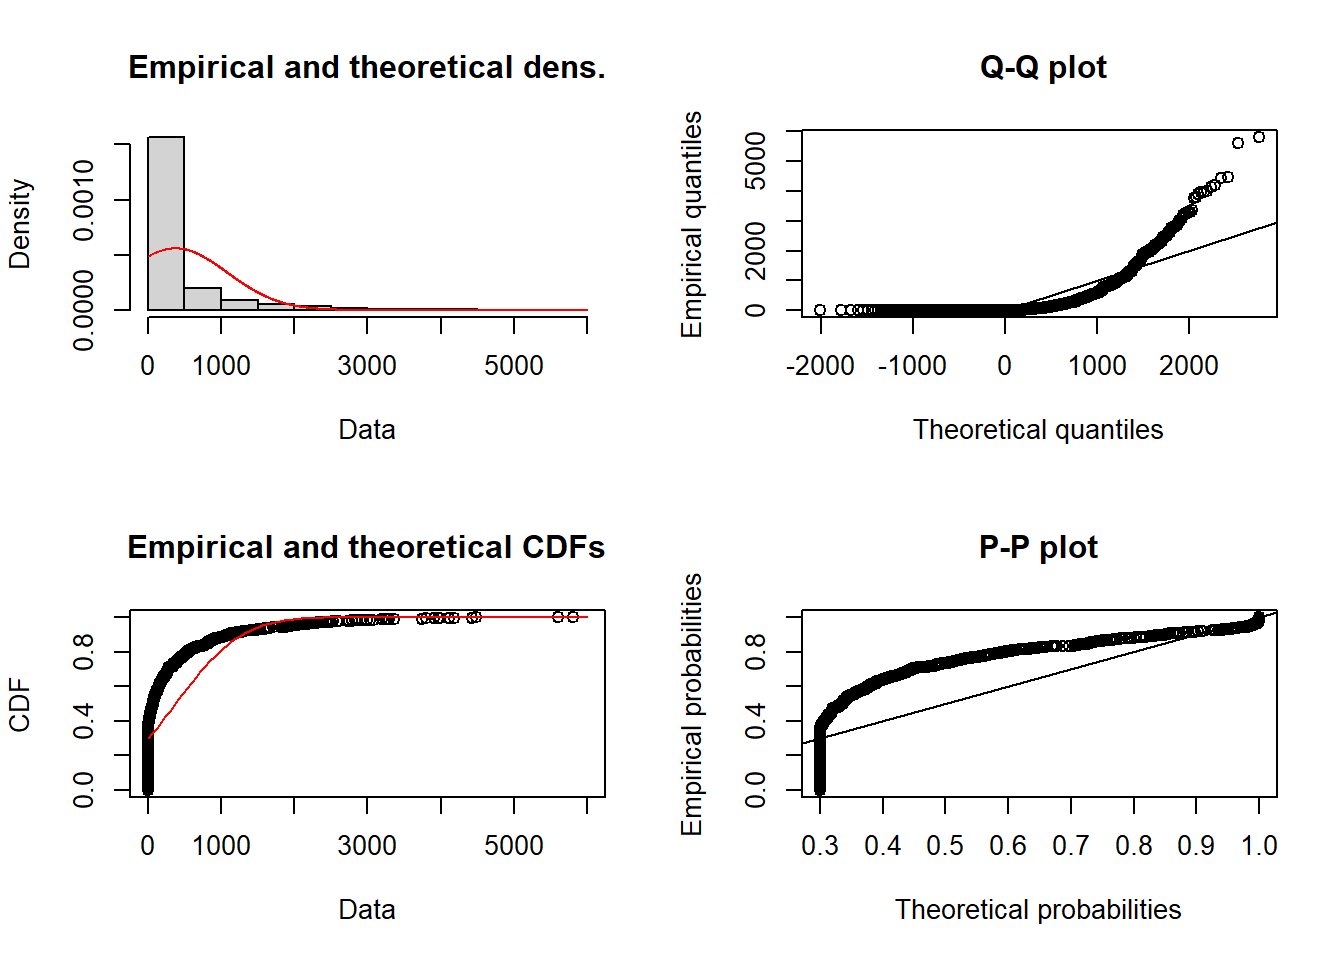 Empirical and theoretical dens.
Density
0.0000
0.0010
0
1000
3000
5000
Data
Q-Q plot
Empirical quantiles
0
2000
5000
-2000
-1000
0
1000
2000
Theoretical quantiles
Empirical and theoretical CDFs
CDF
0.0
0.4
0.8
0
1000
3000
5000
Data
P-P plot
Empirical probabilities
0.0
0.4
0.8
0.3
0.4
0.5
0.6
0.7
0.8
0.9
1.0
Theoretical probabilities